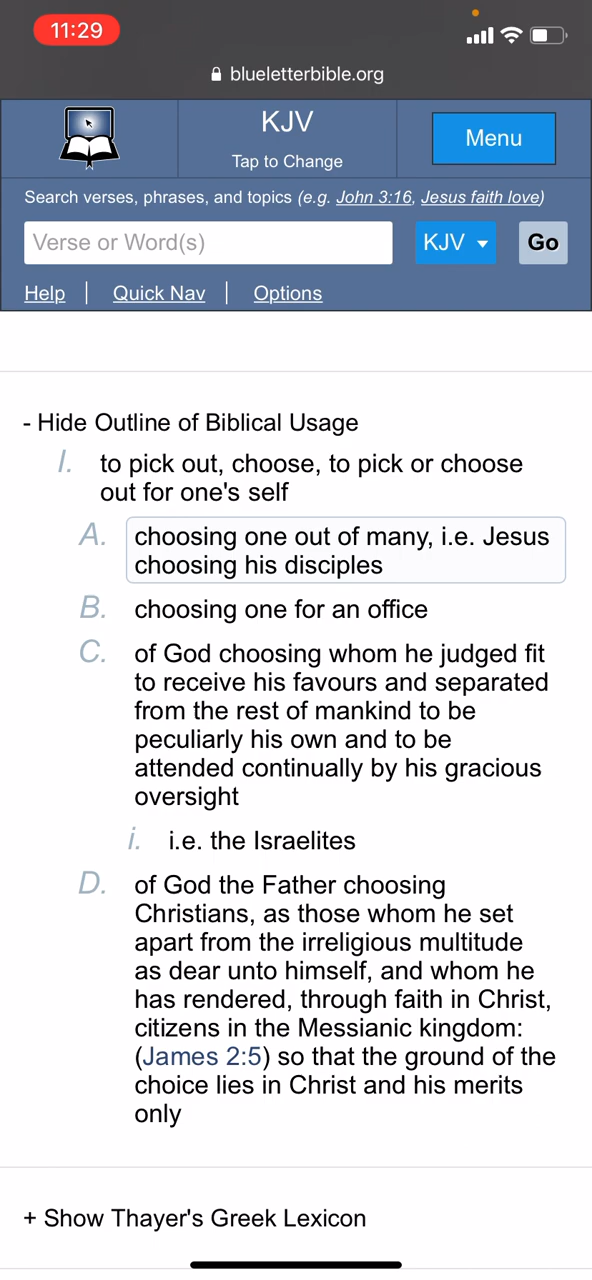 11:29
blueletterbible.org
KJV
Tap to Change
Menu
Search verses, phrases, and topics (e.g. John 3:16, Jesus faith love)
Verse or Word(s)
KJV
Go
Help | Quick Nav | Options
- Hide Outline of Biblical Usage
I. to pick out, choose, to pick or choose
out for one's self
A. choosing one out of many, i.e. Jesus
choosing his disciples
B. choosing one for an office
C. of God choosing whom he judged fit
to receive his favours and separated
from the rest of mankind to be
peculiarly his own and to be
attended continually by his gracious
oversight
i. i.e. the Israelites
D. of God the Father choosing
Christians, as those whom he set
apart from the irreligious multitude
as dear unto himself, and whom he
has rendered, through faith in Christ,
citizens in the Messianic kingdom:
(James 2:5) so that the ground of the
choice lies in Christ and his merits
only
+ Show Thayer's Greek Lexicon